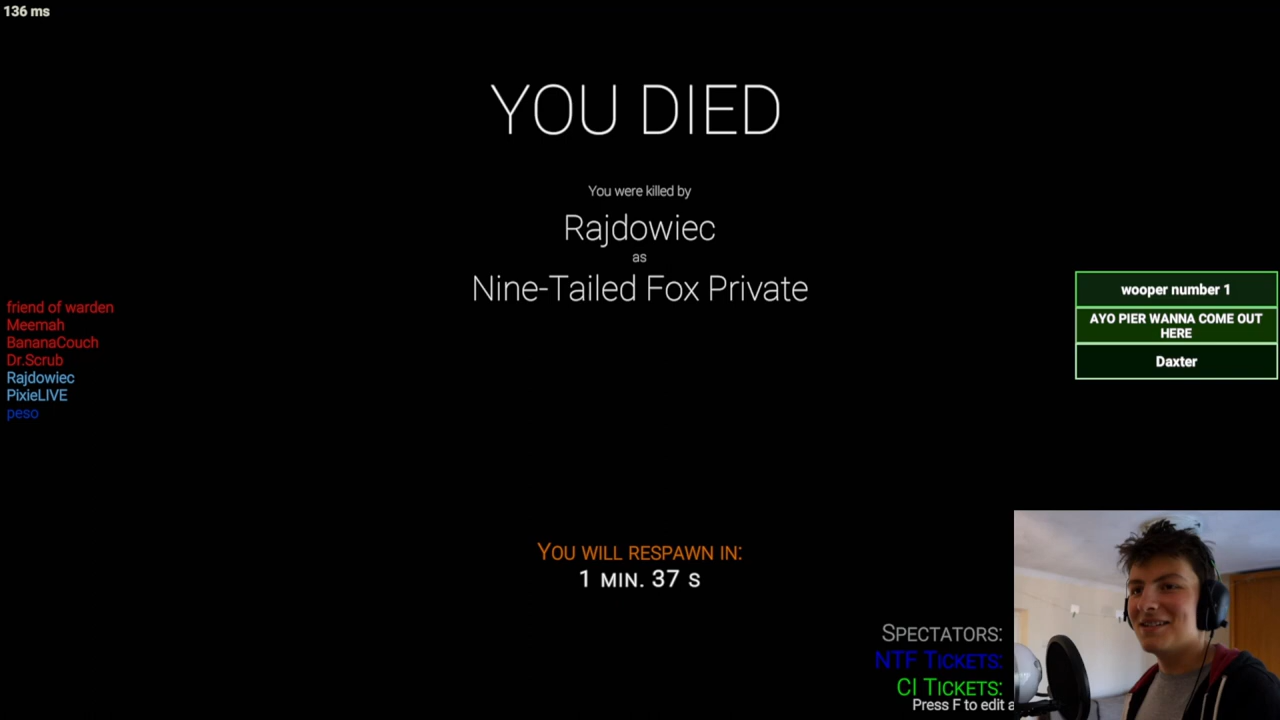 136 ms
YOU DIED
You were killed by
Rajdowiec
as
Nine-Tailed Fox Private
friend of warden
Meemah
BananaCouch
Dr.Scrub
Rajdowiec
PixieLIVE
peso
wooper number 1
AYO PIER WANNA COME OUT
HERE
Daxter
YOU WILL RESPAWN IN:
1 MIN. 37 S
SPECTATORS:
NTF TICKETS:
CI TICKETS:
Press F to edit a